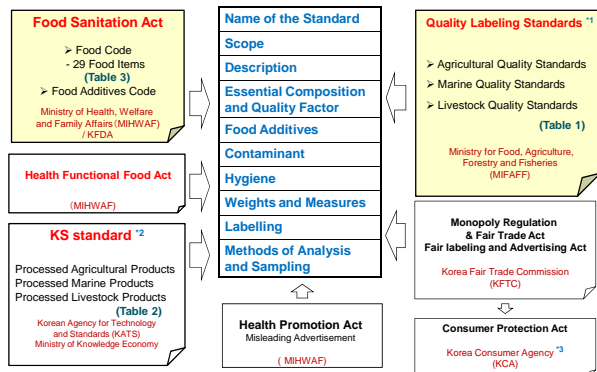 Food Sanitation Act
➢ Food Code
- 29 Food Items
(Table 3)
➢ Food Additives Code
Ministry of Health, Welfare
and Family Affairs(MIHWAF)
/ KFDA
Health Functional Food Act
(MIHWAF)
KS standard *2
Processed Agricultural Products
Processed Marine Products
Processed Livestock Products
(Table 2)
Korean Agency for Technology
and Standards (KATS)
Ministry of Knowledge Economy
Name of the Standard
Scope
Description
Essential Composition
and Quality Factor
Food Additives
Contaminant
Hygiene
Weights and Measures
Labelling
Methods of Analysis
and Sampling
Health Promotion Act
Misleading Advertisement
( MIHWAF)
Quality Labeling Standards *1
➢ Agricultural Quality Standards
➢ Marine Quality Standards
➢ Livestock Quality Standards
(Table 1)
Ministry for Food, Agriculture,
Forestry and Fisheries
(MIFAFF)
Monopoly Regulation
& Fair Trade Act
Fair labeling and Advertising Act
Korea Fair Trade Commission
(KFTC)
Consumer Protection Act
Korea Consumer Agency *3
(KCA)